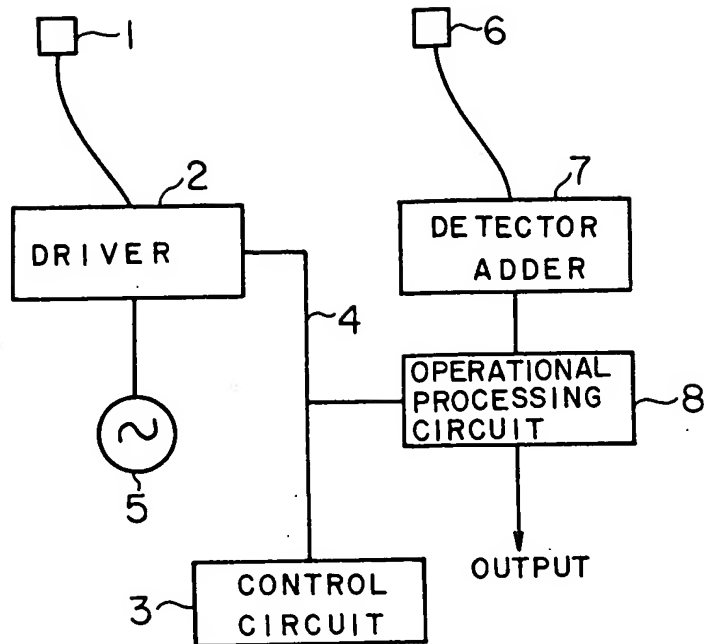 1
6
2
7
DRIVER
DETECTOR
ADDER
4
OPERATIONAL
PROCESSING
CIRCUIT
8
5
OUTPUT
3
CONTROL
CIRCUIT